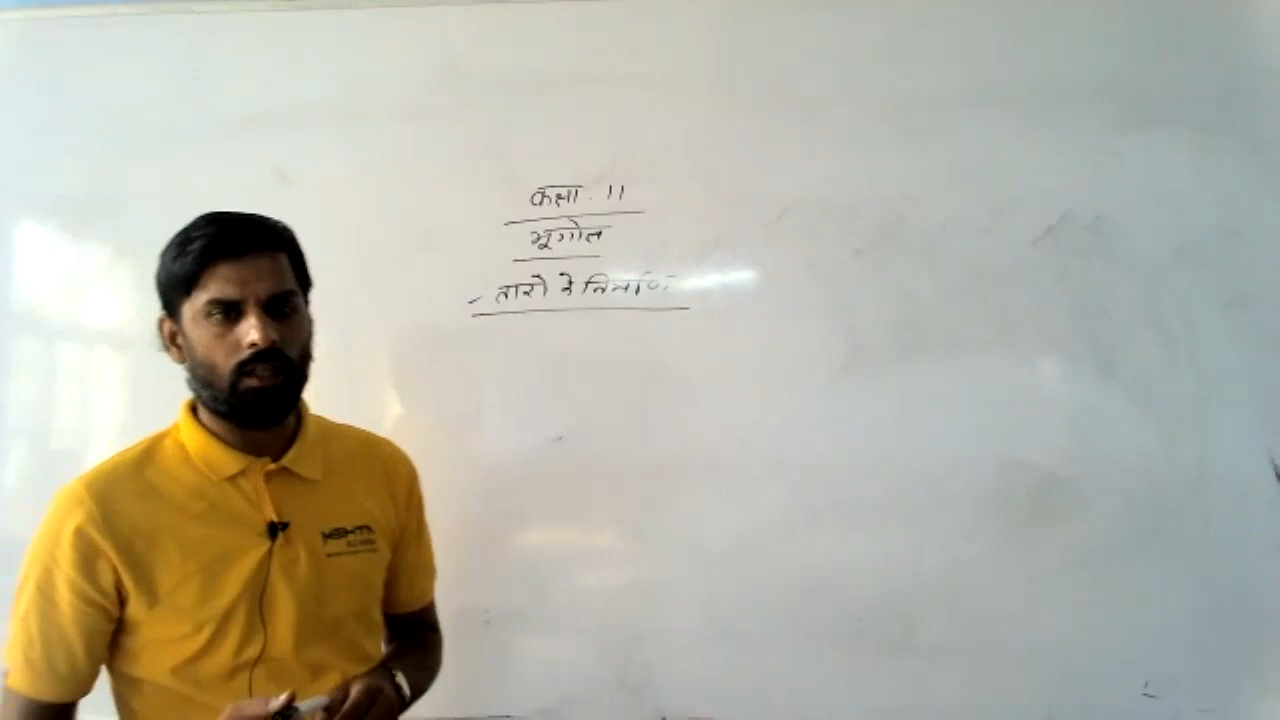 कक्षा . 11
भूगोल
- तारों के निर्माण